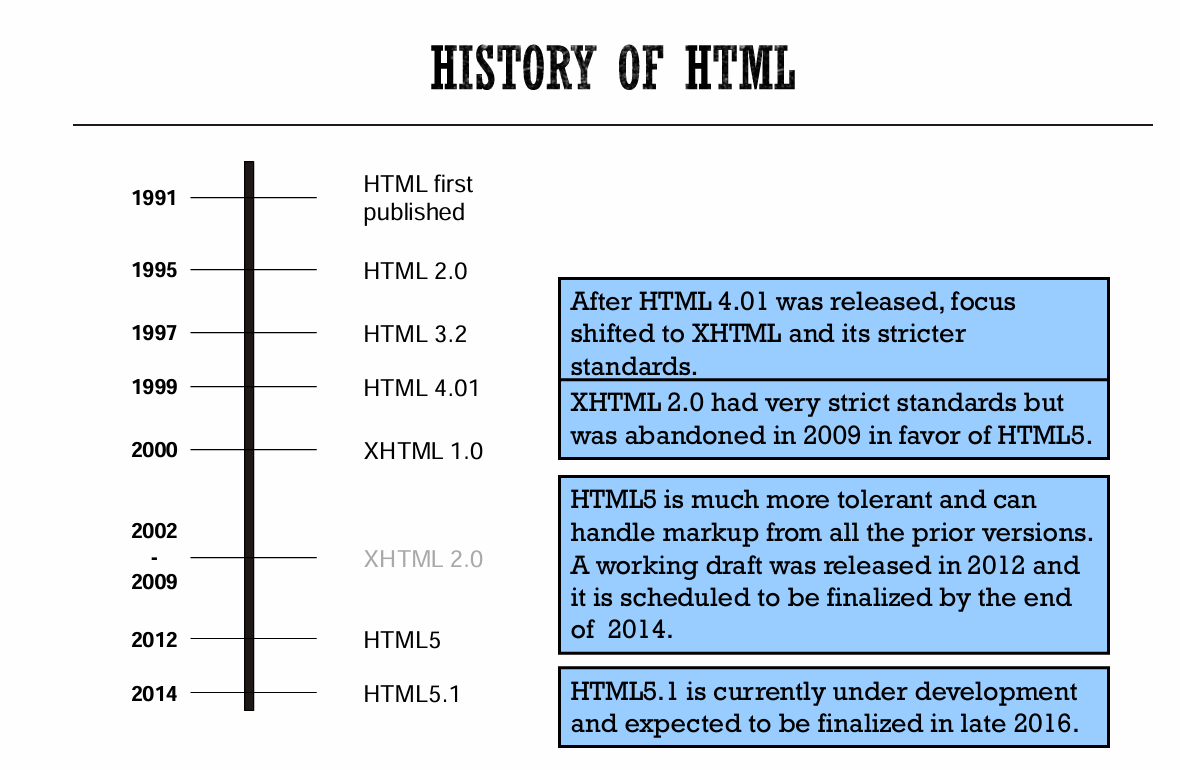 HISTORY OF HTML
1991
HTML first
published
1995
HTML 2.0
1997
HTML 3.2
1999
HTML 4.01
2000
XHTML 1.0
2002
-
2009
XHTML 2.0
2012
HTML5
2014
HTML5.1
After HTML 4.01 was released, focus
shifted to XHTML and its stricter
standards.
XHTML 2.0 had very strict standards but
was abandoned in 2009 in favor of HTML5.
HTML5 is much more tolerant and can
handle markup from all the prior versions.
A working draft was released in 2012 and
it is scheduled to be finalized by the end
of  2014.
HTML5.1 is currently under development
and expected to be finalized in late 2016.